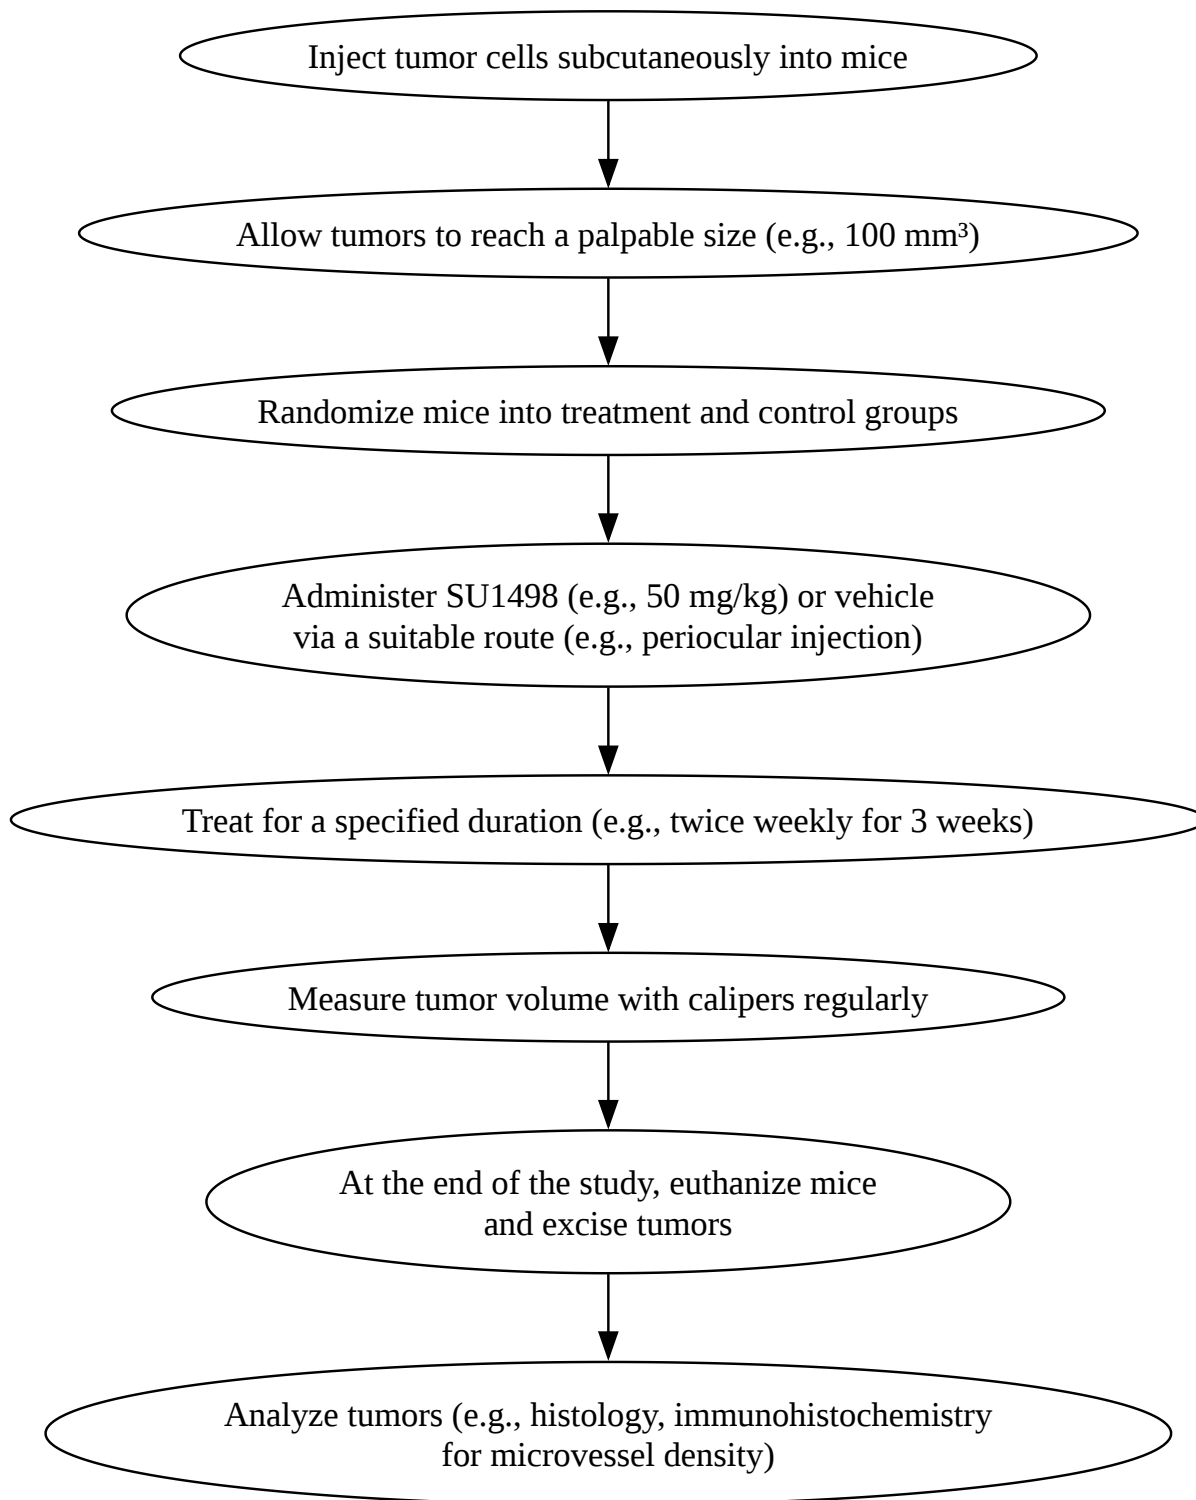 Inject tumor cells subcutaneously into mice
Allow tumors to reach a palpable size (e.g., 100 mm³)
Randomize mice into treatment and control groups
Administer SU1498 (e.g., 50 mg/kg) or vehicle
via a suitable route (e.g., periocular injection)
Treat for a specified duration (e.g., twice weekly for 3 weeks)
Measure tumor volume with calipers regularly
At the end of the study, euthanize mice
and excise tumors
Analyze tumors (e.g., histology, immunohistochemistry
for microvessel density)